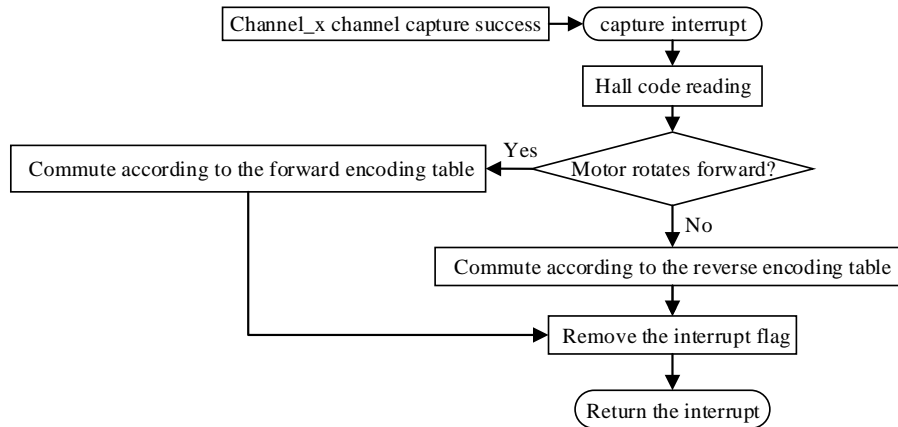 Channel_x channel capture success
capture interrupt
Hall code reading
Yes
Commute according to the forward encoding table
Motor rotates forward?
No
Commute according to the reverse encoding table
Remove the interrupt flag
Return the interrupt